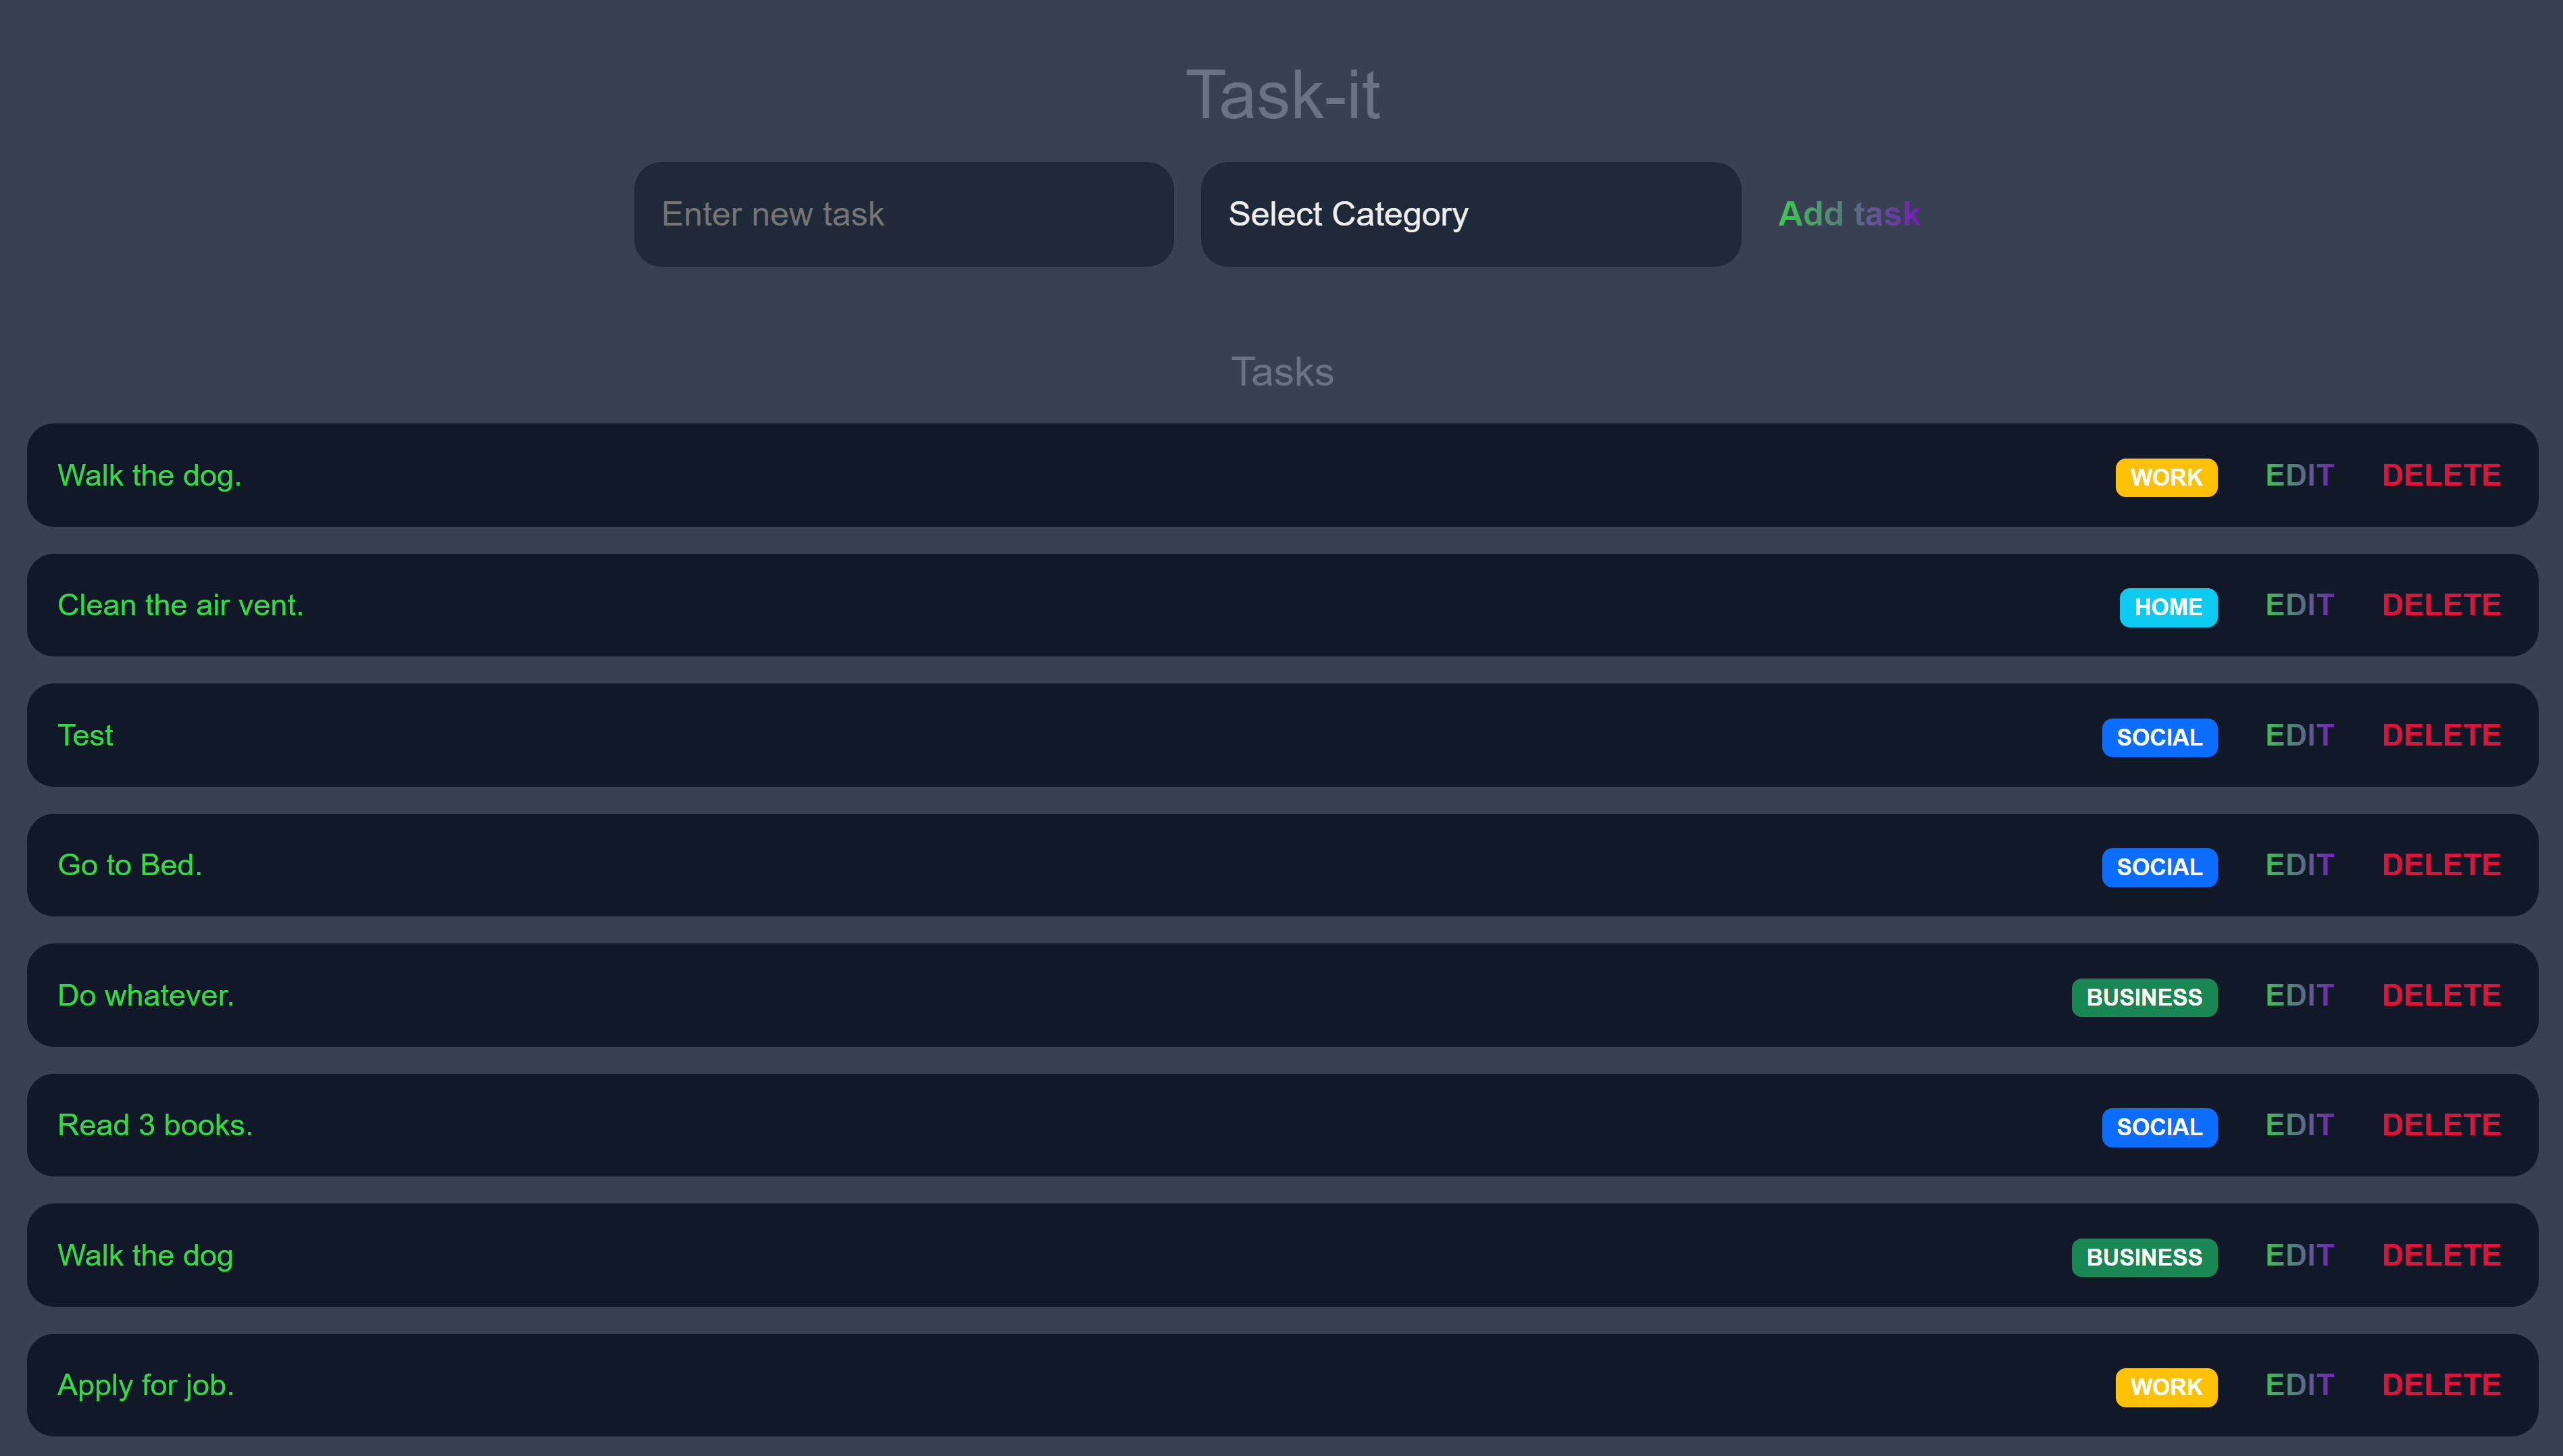 Task-it
Enter new task Select Category Add task
Tasks
Walk the dog. WORK EDIT DELETE
Clean the air vent. HOME EDIT DELETE
Test SOCIAL EDIT DELETE
Go to Bed. SOCIAL EDIT DELETE
Do whatever. BUSINESS EDIT DELETE
Read 3 books. SOCIAL EDIT DELETE
Walk the dog BUSINESS EDIT DELETE
Apply for job. WORK EDIT DELETE